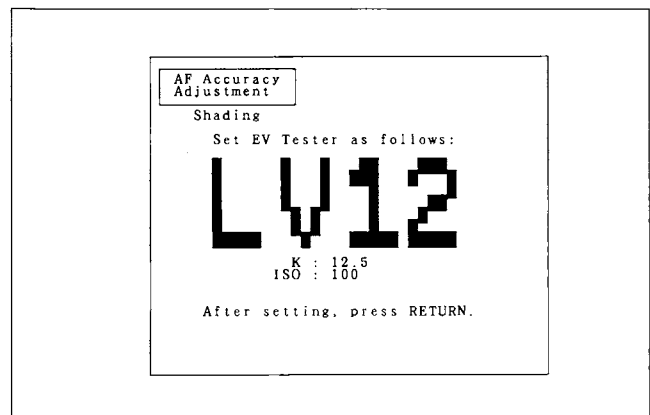 AF Accuracy
Adjustment
Shading
Set EV Tester as follows:
LV12
K : 12.5
ISO : 100
After setting, press RETURN.